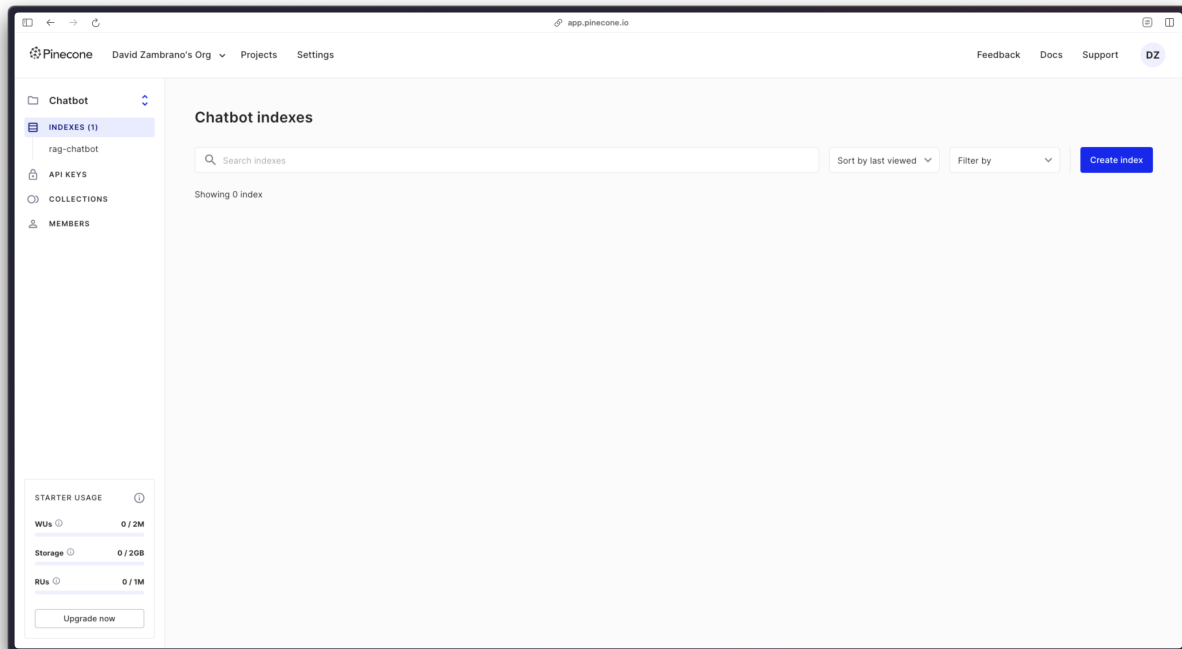 app.pinecone.io
Pinecone David Zambrano's Org Projects Settings Feedback Docs Support DZ
Chatbot
INDEXES (1)
rag-chatbot
API KEYS
COLLECTIONS
MEMBERS
Chatbot indexes
Search indexes Sort by last viewed Filter by Create index
Showing 0 index
STARTER USAGE
WUs 0 / 2M
Storage 0 / 2GB
RUs 0 / 1M
Upgrade now